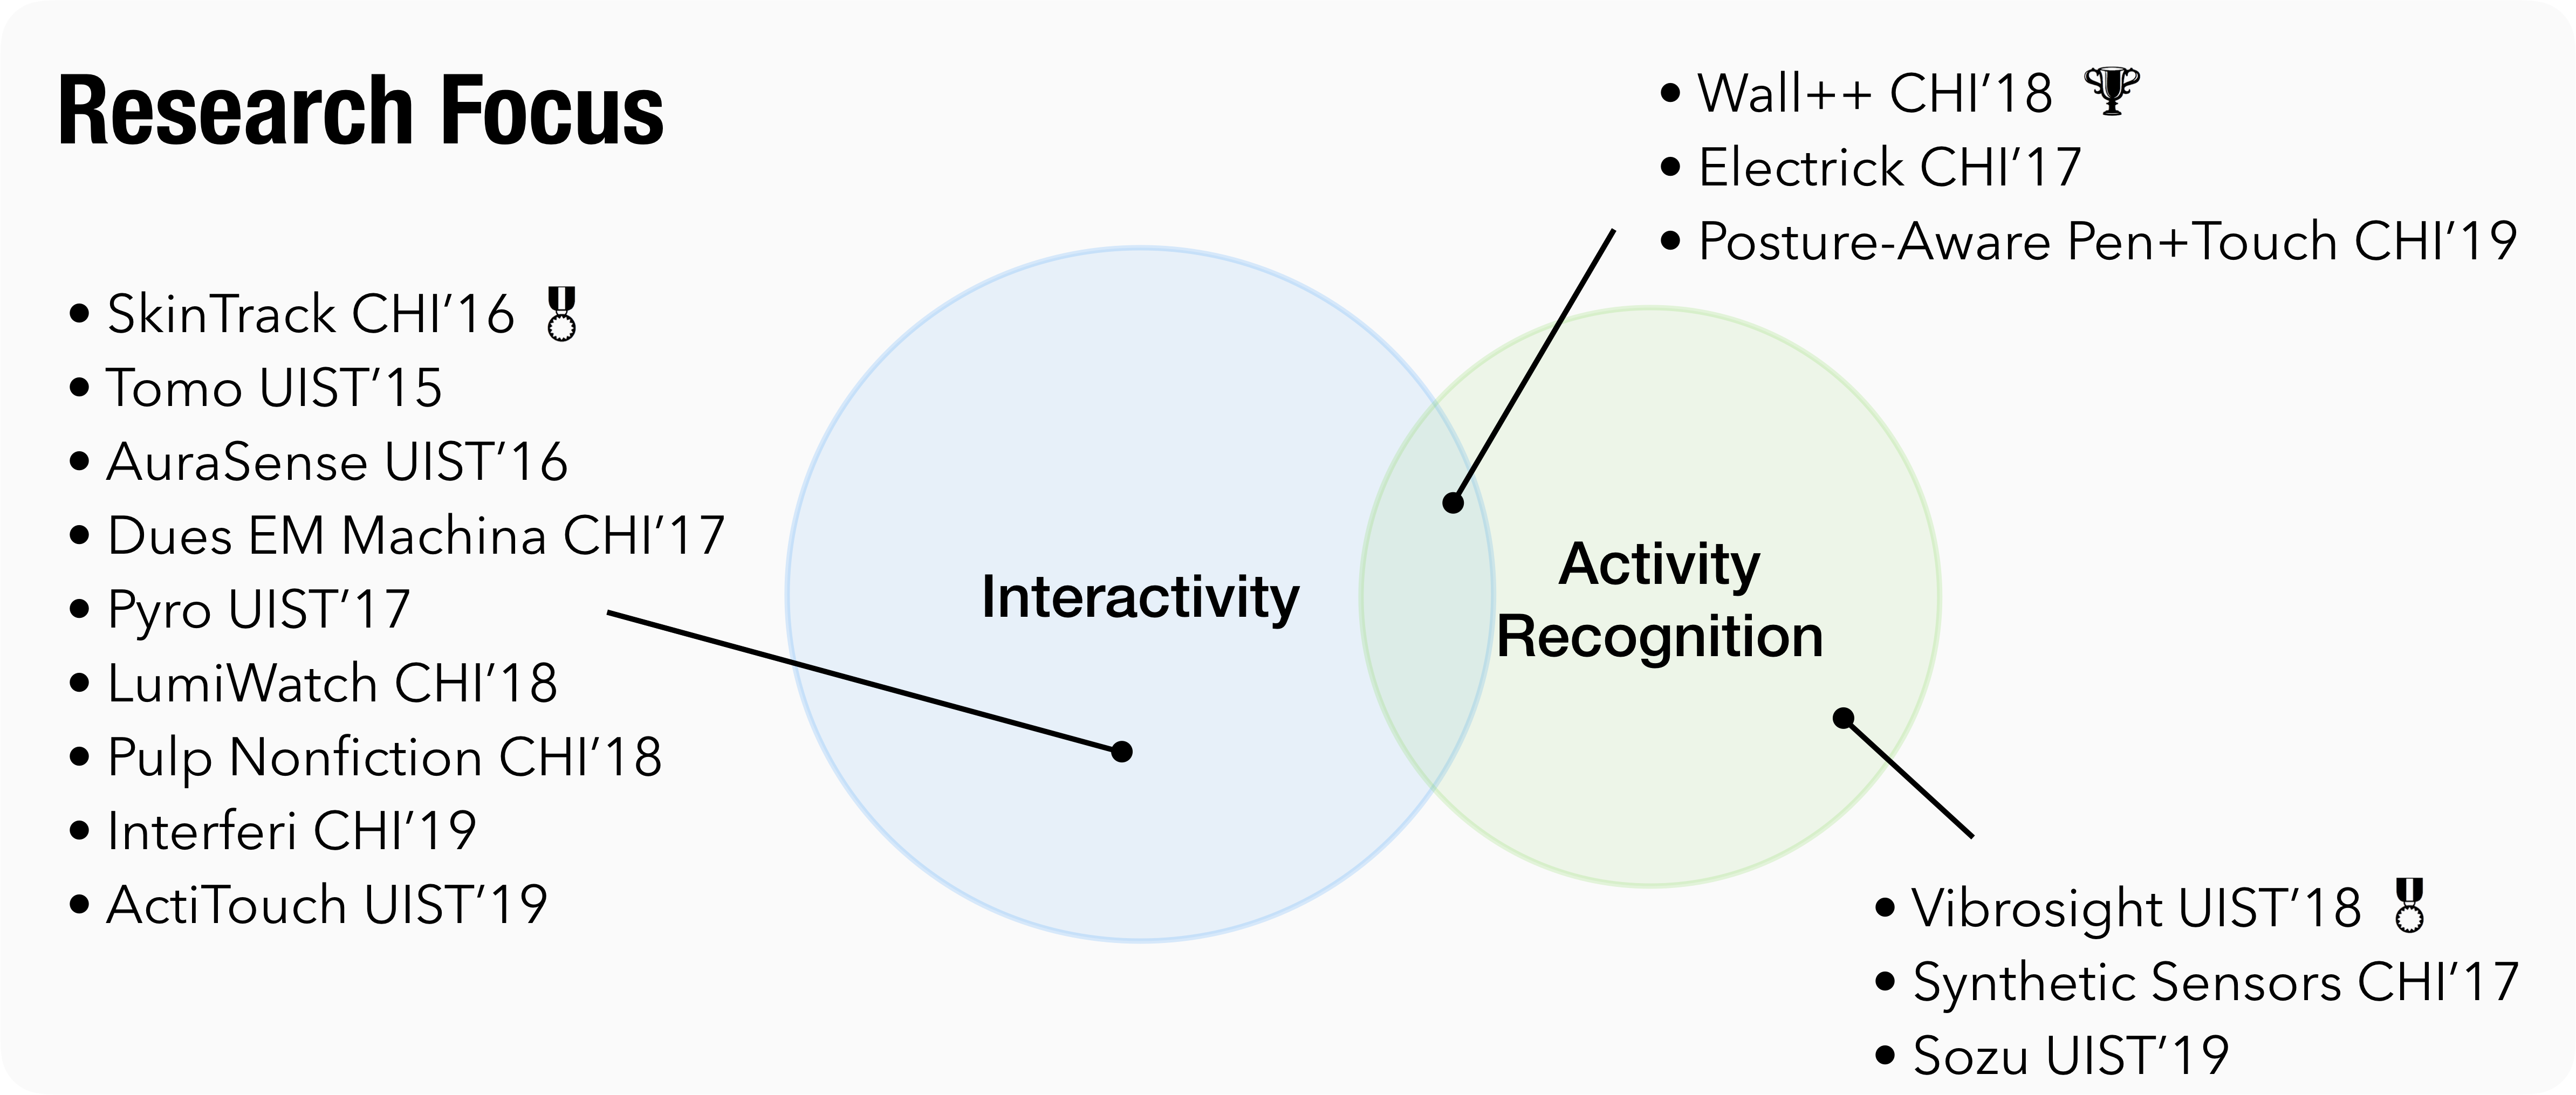 Research Focus
• SkinTrack CHI’16
• Tomo UIST’15
• AuraSense UIST’16
• Dues EM Machina CHI’17
• Pyro UIST’17
• LumiWatch CHI’18
• Pulp Nonfiction CHI’18
• Interferi CHI’19
• ActiTouch UIST’19
Interactivity
• Wall++ CHI’18
• Electrick CHI’17
• Posture-Aware Pen+Touch CHI’19
Activity
Recognition
• Vibrosight UIST’18
• Synthetic Sensors CHI’17
• Sozu UIST’19